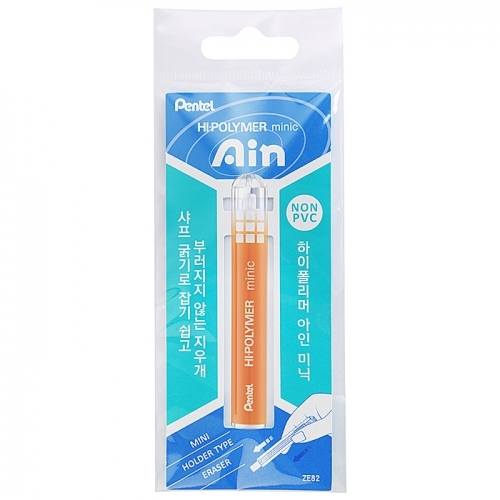 Pentel
HI-POLYMER minic
Ain
NON
PVC
하이폴리머 아인 미닉
부러지지 않는 지우개
샤프 굵기로 잡기 쉽고
HI-POLYMER minic
Pentel
MINI
HOLDER TYPE
ERASER
ZE82